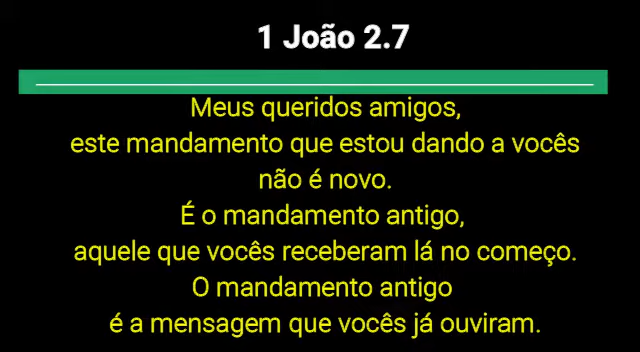 1 João 2.7
Meus queridos amigos,
este mandamento que estou dando a vocês
não é novo.
É o mandamento antigo,
aquele que vocês receberam lá no começo.
O mandamento antigo
é a mensagem que vocês já ouviram.